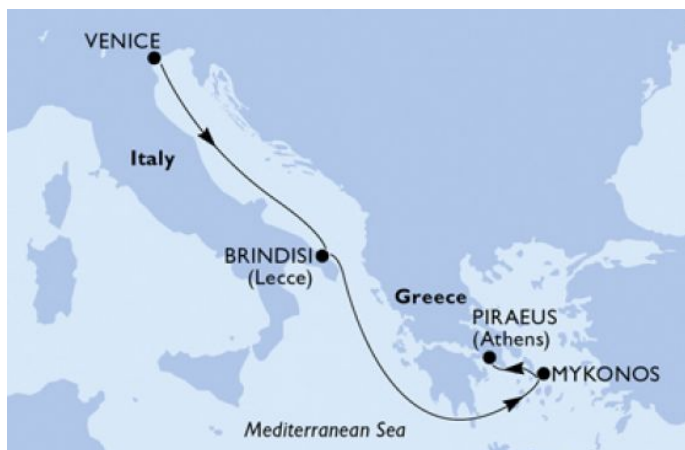 VENICE
Italy
BRINDISI
(Lecce)
Greece
PIRAEUS
(Athens)
MYKONOS
Mediterranean Sea